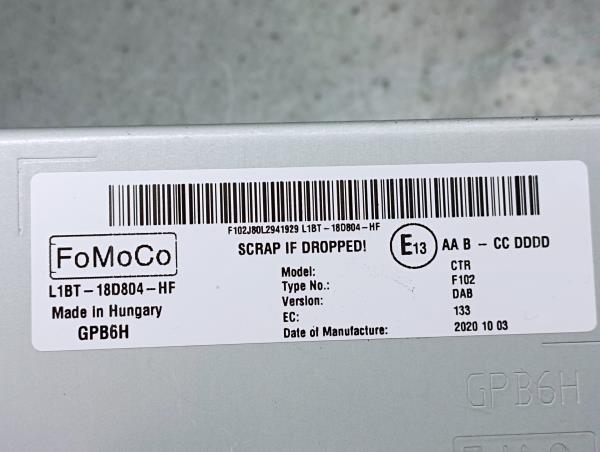 F102J80L2941929 L1BT-18D804-HF
FoMoCo
SCRAP IF DROPPED!
E13
AA B - CC DDDD
L1BT-18D804-HF
Made in Hungary
GPB6H
Model: CTR
Type No.: F102
Version: DAB
EC: 133
Date of Manufacture: 2020 10 03
GPB6H